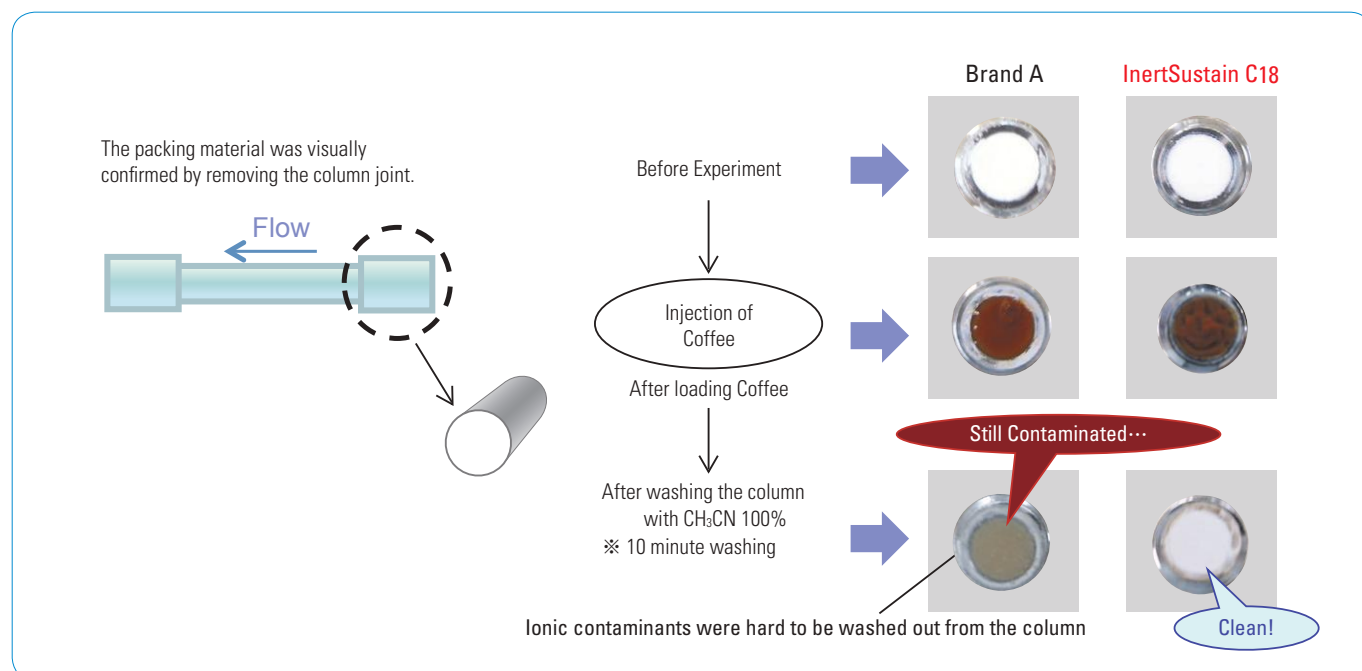 Brand A
InertSustain C18
The packing material was visually
confirmed by removing the column joint.
Flow
Before Experiment
Injection of
Coffee
After loading Coffee
Still Contaminated…
After washing the column
with CH₃CN 100%
※ 10 minute washing
Ionic contaminants were hard to be washed out from the column
Clean!